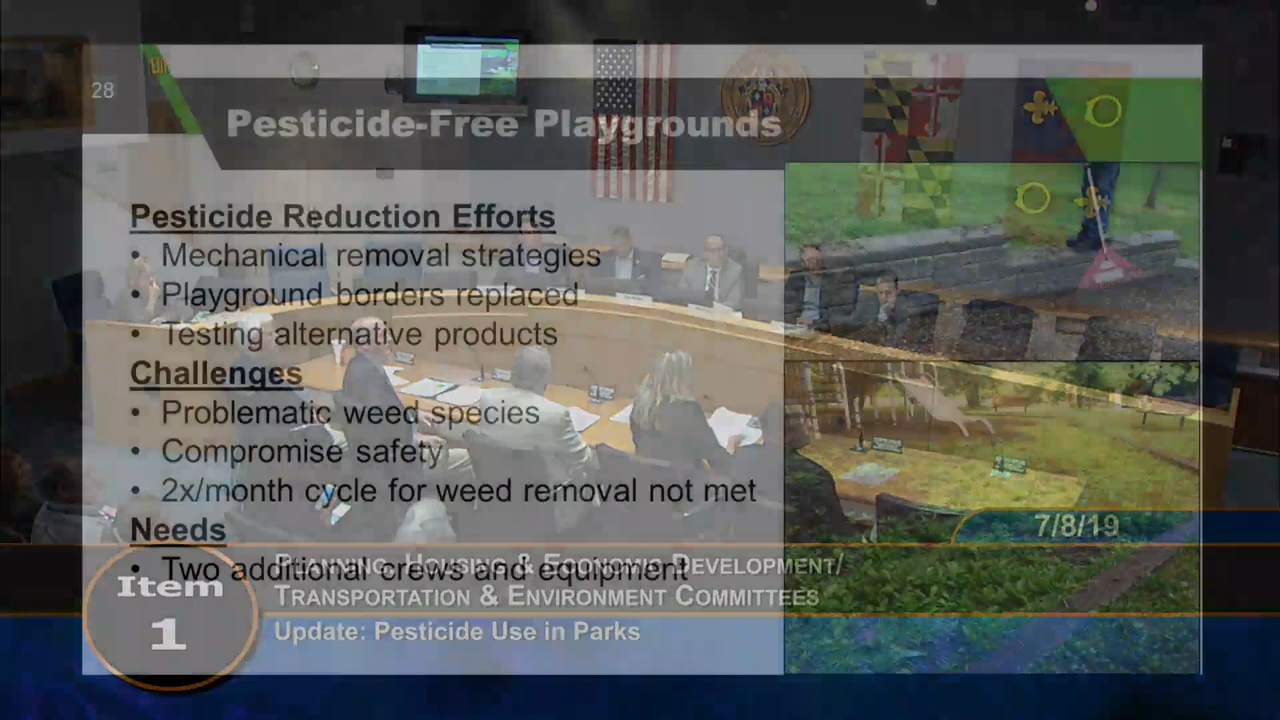 28
Pesticide-Free Playgrounds
Pesticide Reduction Efforts
• Mechanical removal strategies
• Playground borders replaced
• Testing alternative products
Challenges
• Problematic weed species
• Compromise safety
• 2x/month cycle for weed removal not met
Needs
• Two additional crews and equipment
7/8/19
Item
1
Planning, Housing & Economic Development/
Transportation & Environment Committees
Update: Pesticide Use in Parks